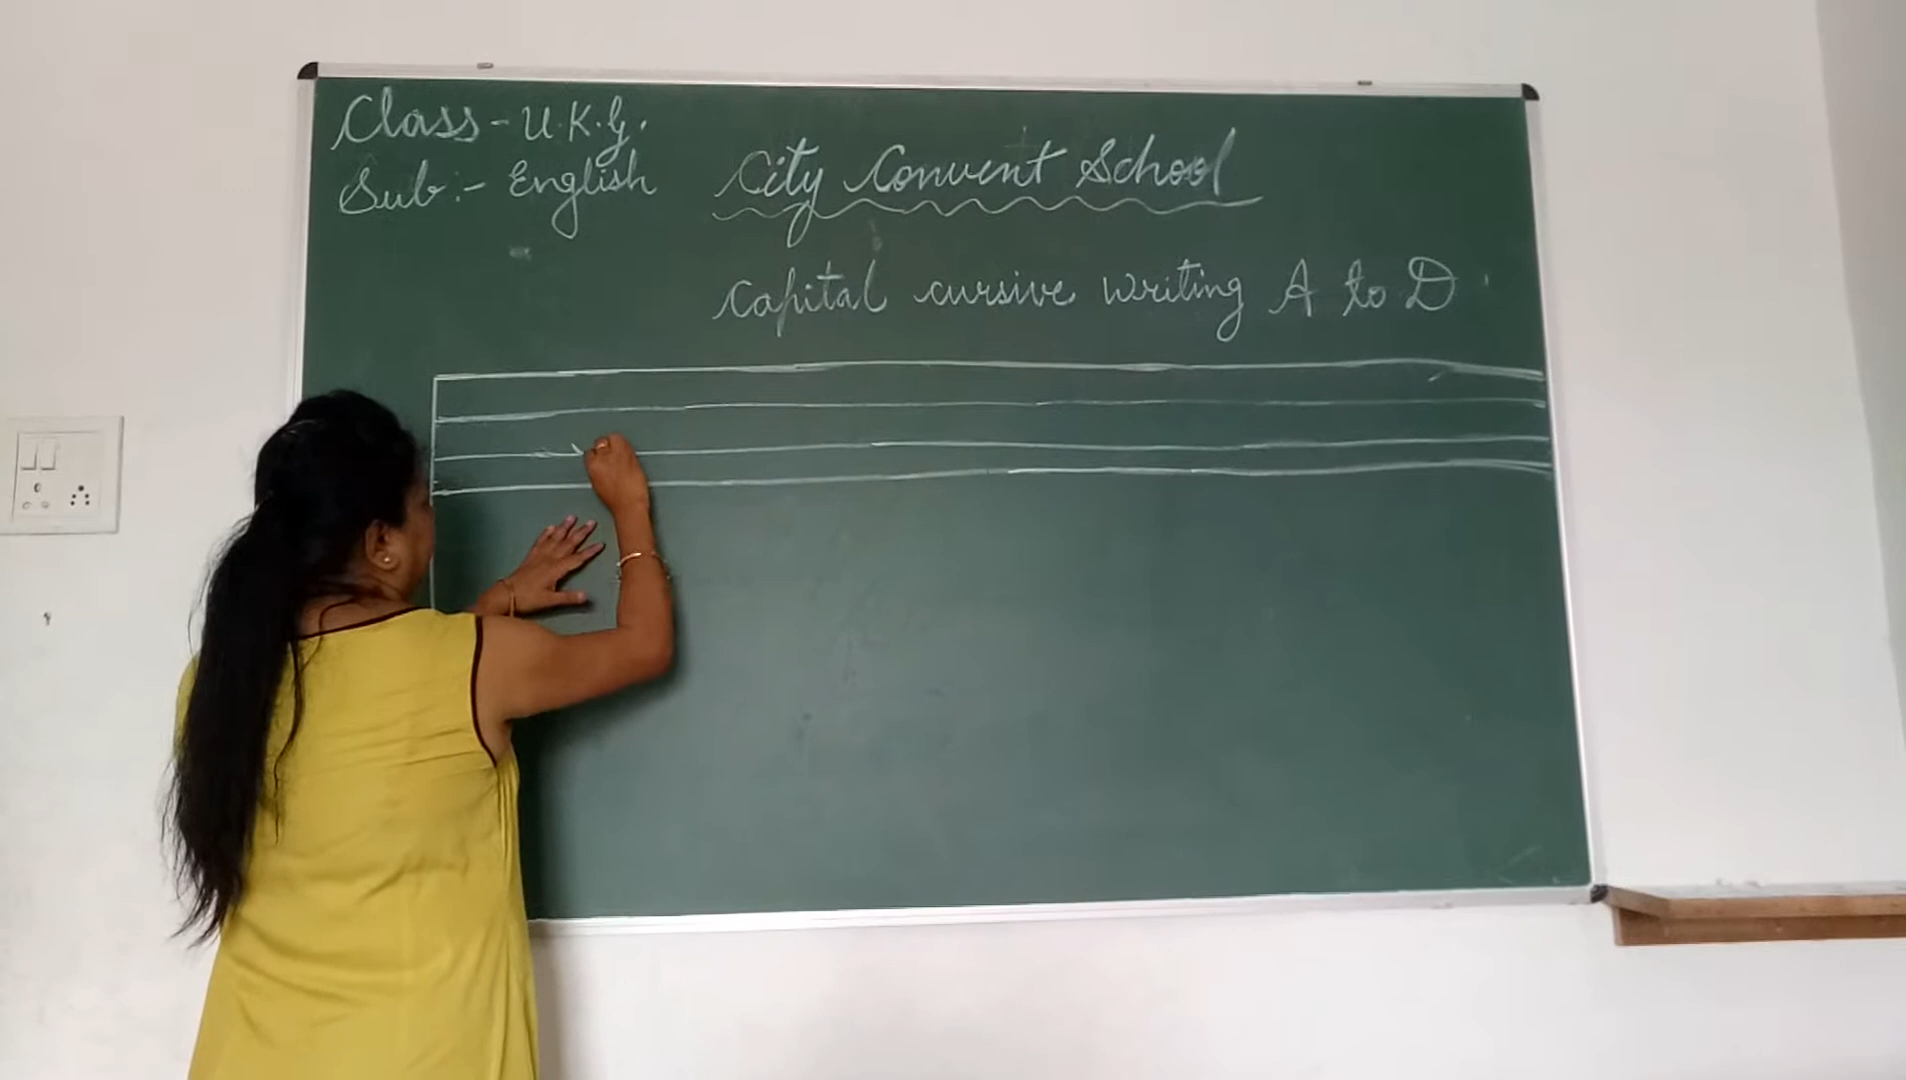 Class - U.K.G.
Sub:- English
City Convent School
Capital cursive writing A to D